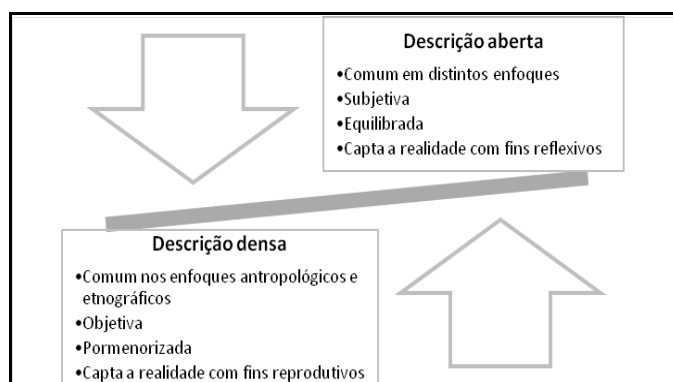 Descrição aberta
•Comum em distintos enfoques
•Subjetiva
•Equilibrada
•Capta a realidade com fins reflexivos
Descrição densa
•Comum nos enfoques antropológicos e
etnográficos
•Objetiva
•Pormenorizada
•Capta a realidade com fins reprodutivos